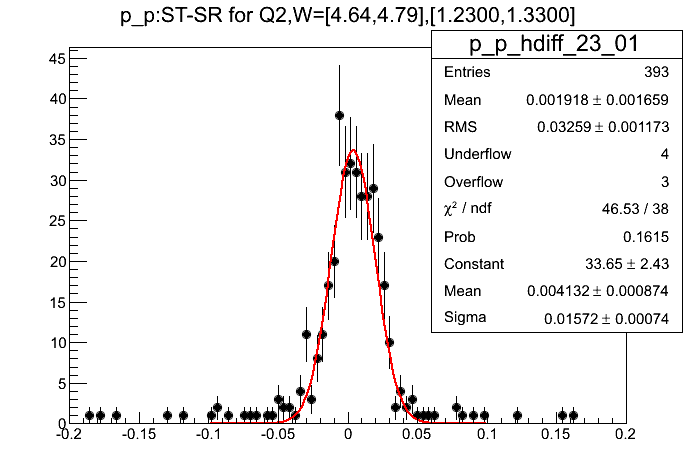 p_p:ST-SR for Q2,W=[4.64,4.79],[1.2300,1.3300]
p_p_hdiff_23_01
Entries 393
Mean 0.001918 ± 0.001659
RMS 0.03259 ± 0.001173
Underflow 4
Overflow 3
χ² / ndf 46.53 / 38
Prob 0.1615
Constant 33.65 ± 2.43
Mean 0.004132 ± 0.000874
Sigma 0.01572 ± 0.00074
45
40
35
30
25
20
15
10
5
0
-0.2 -0.15 -0.1 -0.05 0 0.05 0.1 0.15 0.2